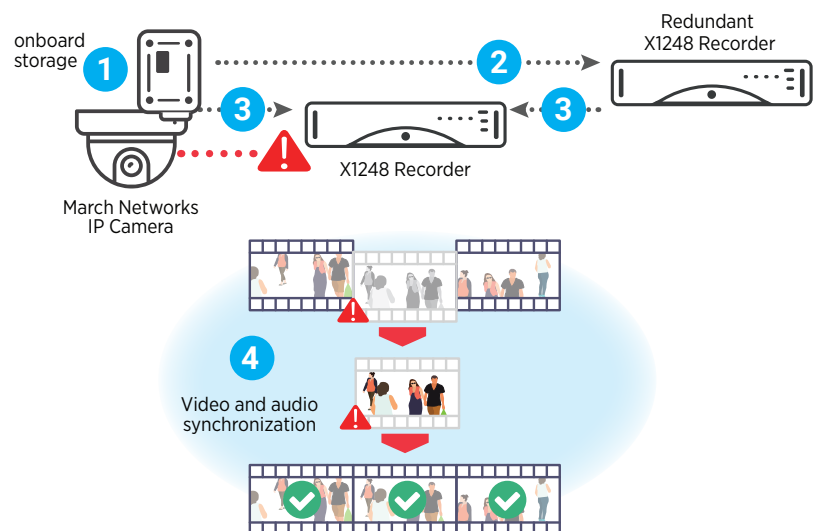 onboard
storage
1
2
Redundant
X1248 Recorder
3
3
X1248 Recorder
March Networks
IP Camera
4
Video and audio
synchronization